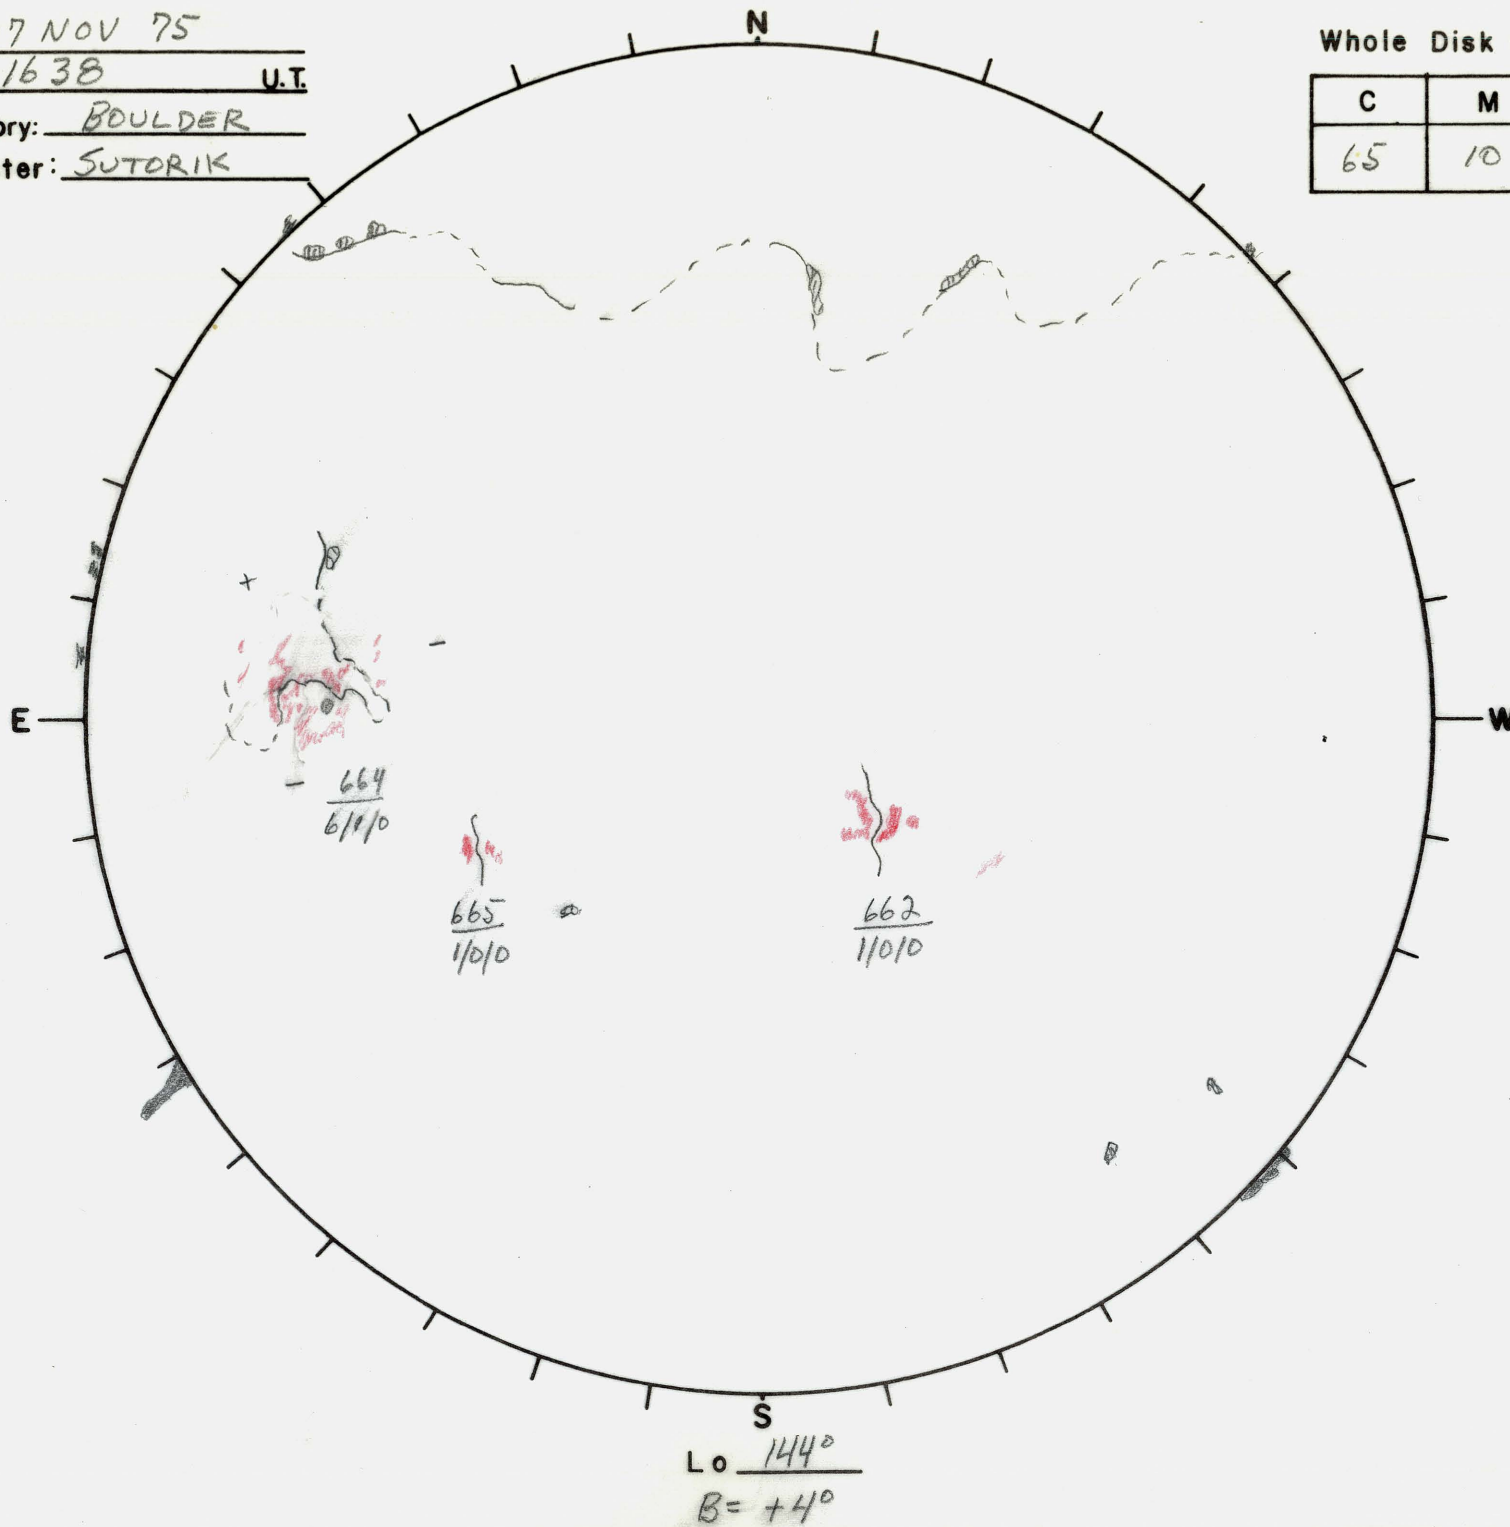 7 NOV 75
1638 U.T.
ory: BOULDER
ter: SUTORIK
N
Whole Disk
C M
65 10
+
-
E
W
-
664
6/1/0
665
1/0/0
662
1/0/0
S
Lo 144°
B= +4°